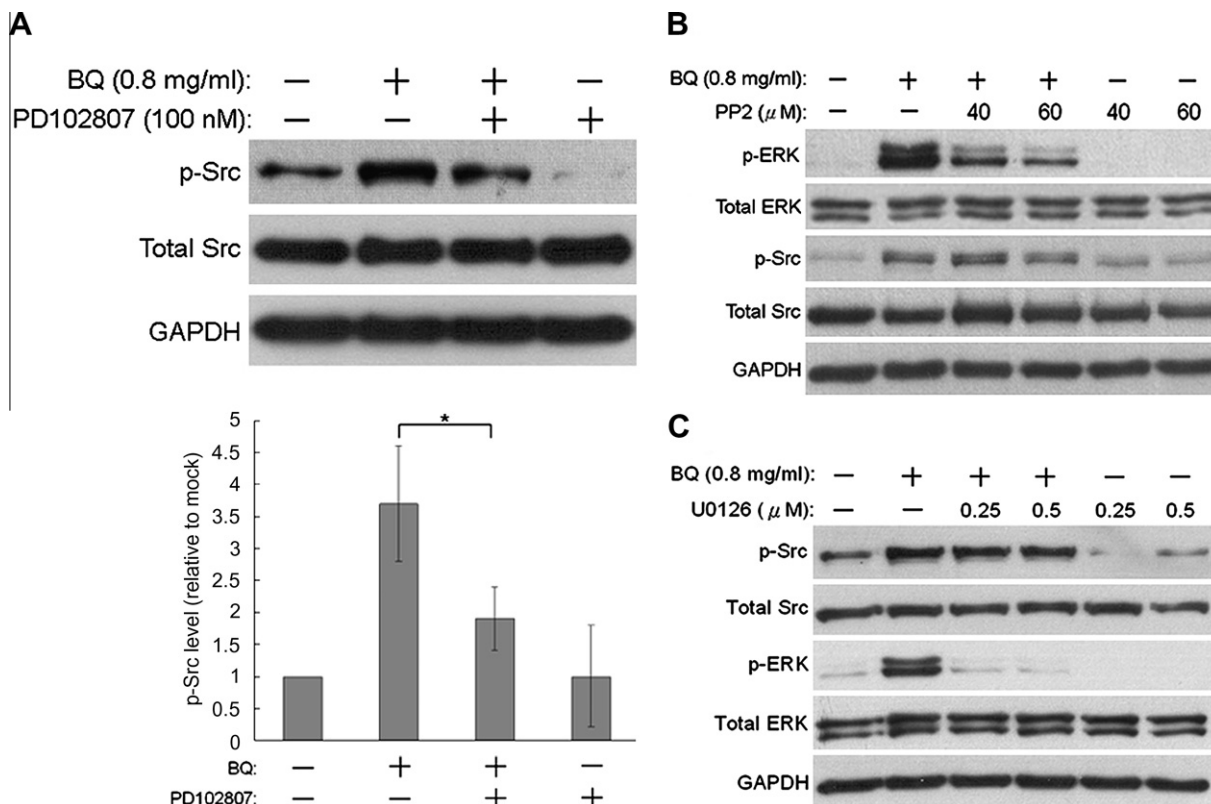 A
BQ (0.8 mg/ml): — + + —
PD102807 (100 nM): — — + +
p-Src
Total Src
GAPDH
p-Src level (relative to mock)
5
4.5
4
3.5
3
2.5
2
1.5
1
0.5
0
*
BQ: — + + —
PD102807: — — + +
B
BQ (0.8 mg/ml): — + + + — —
PP2 (μM): — — 40 60 40 60
p-ERK
Total ERK
p-Src
Total Src
GAPDH
C
BQ (0.8 mg/ml): — + + + — —
U0126 (μM): — — 0.25 0.5 0.25 0.5
p-Src
Total Src
p-ERK
Total ERK
GAPDH